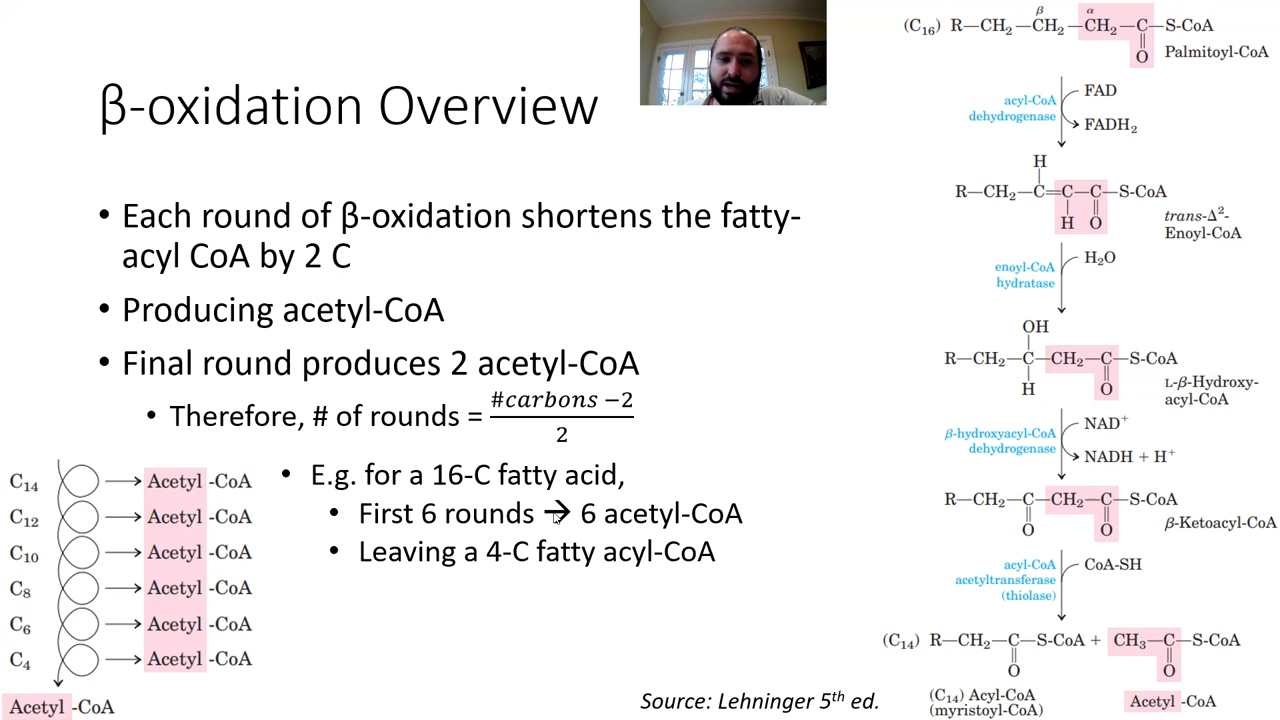 β-oxidation Overview
• Each round of β-oxidation shortens the fatty-
acyl CoA by 2 C
• Producing acetyl-CoA
• Final round produces 2 acetyl-CoA
• Therefore, # of rounds = (#carbons −2)/2
• E.g. for a 16-C fatty acid,
• First 6 rounds → 6 acetyl-CoA
• Leaving a 4-C fatty acyl-CoA
C₁₄ → Acetyl -CoA
C₁₂ → Acetyl -CoA
C₁₀ → Acetyl -CoA
C₈ → Acetyl -CoA
C₆ → Acetyl -CoA
C₄ → Acetyl -CoA
Acetyl -CoA
Source: Lehninger 5th ed.
β α
(C₁₆) R—CH₂—CH₂—CH₂—C—S-CoA
O
Palmitoyl-CoA
acyl-CoA
dehydrogenase
FAD
FADH₂
H
R—CH₂—C=C—C—S-CoA
H O
trans-Δ²-
Enoyl-CoA
enoyl-CoA
hydratase
H₂O
OH
R—CH₂—C—CH₂—C—S-CoA
H O
L-β-Hydroxy-
acyl-CoA
β-hydroxyacyl-CoA
dehydrogenase
NAD⁺
NADH + H⁺
R—CH₂—C—CH₂—C—S-CoA
O O
β-Ketoacyl-CoA
acyl-CoA
acetyltransferase
(thiolase)
CoA-SH
(C₁₄) R—CH₂—C—S-CoA + CH₃—C—S-CoA
O O
(C₁₄) Acyl-CoA
(myristoyl-CoA)
Acetyl -CoA